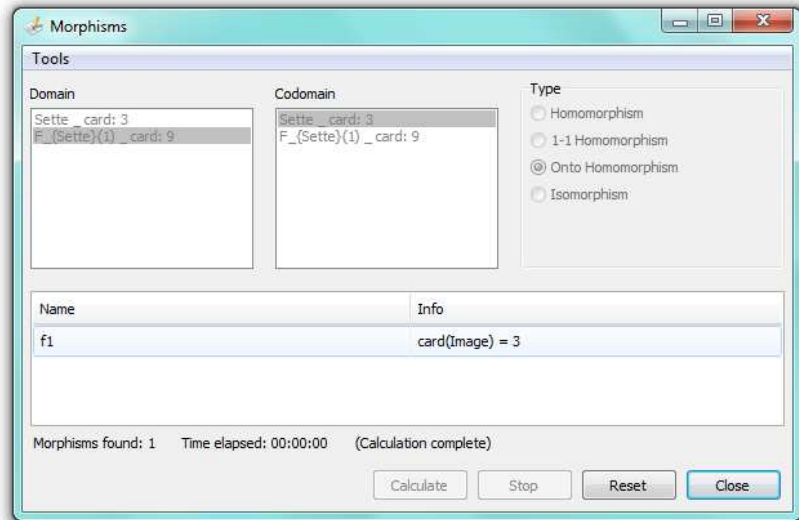 Morphisms
Tools
Domain
Sette _ card: 3
F_{Sette}(1) _ card: 9
Codomain
Sette _ card: 3
F_{Sette}(1) _ card: 9
Type
Homomorphism
1-1 Homomorphism
Onto Homomorphism
Isomorphism
Name Info
f1 card(Image) = 3
Morphisms found: 1 Time elapsed: 00:00:00 (Calculation complete)
Calculate Stop Reset Close